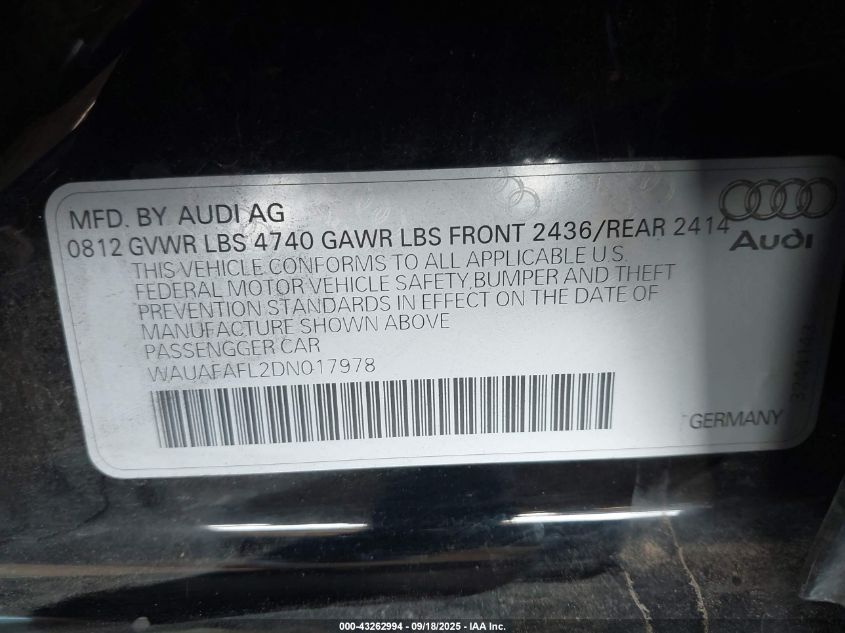 MFD. BY AUDI AG
0812 GVWR LBS 4740 GAWR LBS FRONT 2436/REAR 2414
Audi
THIS VEHICLE CONFORMS TO ALL APPLICABLE U.S.
FEDERAL MOTOR VEHICLE SAFETY,BUMPER AND THEFT
PREVENTION STANDARDS IN EFFECT ON THE DATE OF
MANUFACTURE SHOWN ABOVE
PASSENGGER CAR
WAUAFAFL2DN017978
GERMANY
000-43262994 - 09/18/2025 - IAA Inc.